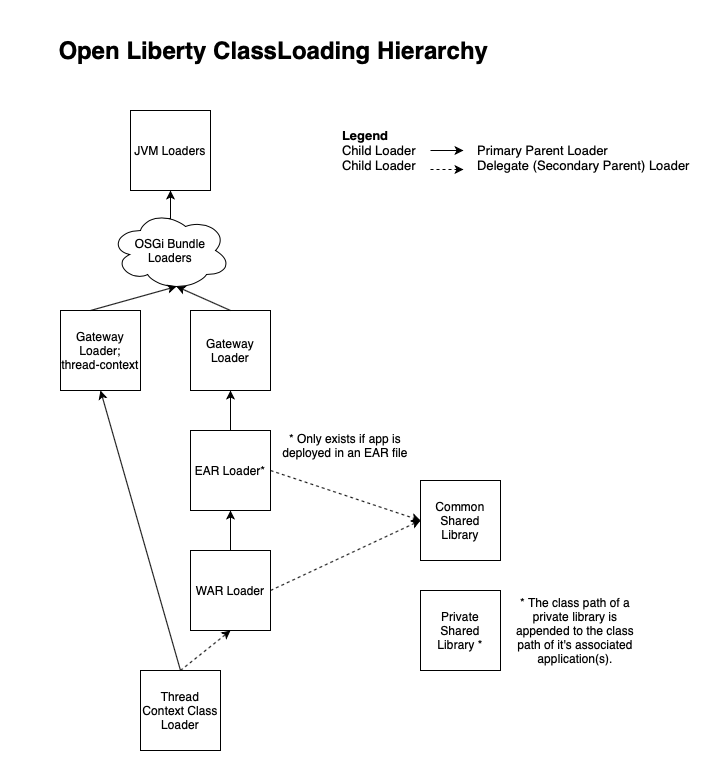 Open Liberty ClassLoading Hierarchy
JVM Loaders
Legend
Child Loader
Primary Parent Loader
Child Loader
Delegate (Secondary Parent) Loader
OSGi Bundle
Loaders
Gateway
Loader;
thread-context
Gateway
Loader
EAR Loader*
* Only exists if app is
deployed in an EAR file
Common
Shared
Library
WAR Loader
Private
Shared
Library *
* The class path of a
private library is
appended to the class
path of it's associated
application(s).
Thread
Context Class
Loader